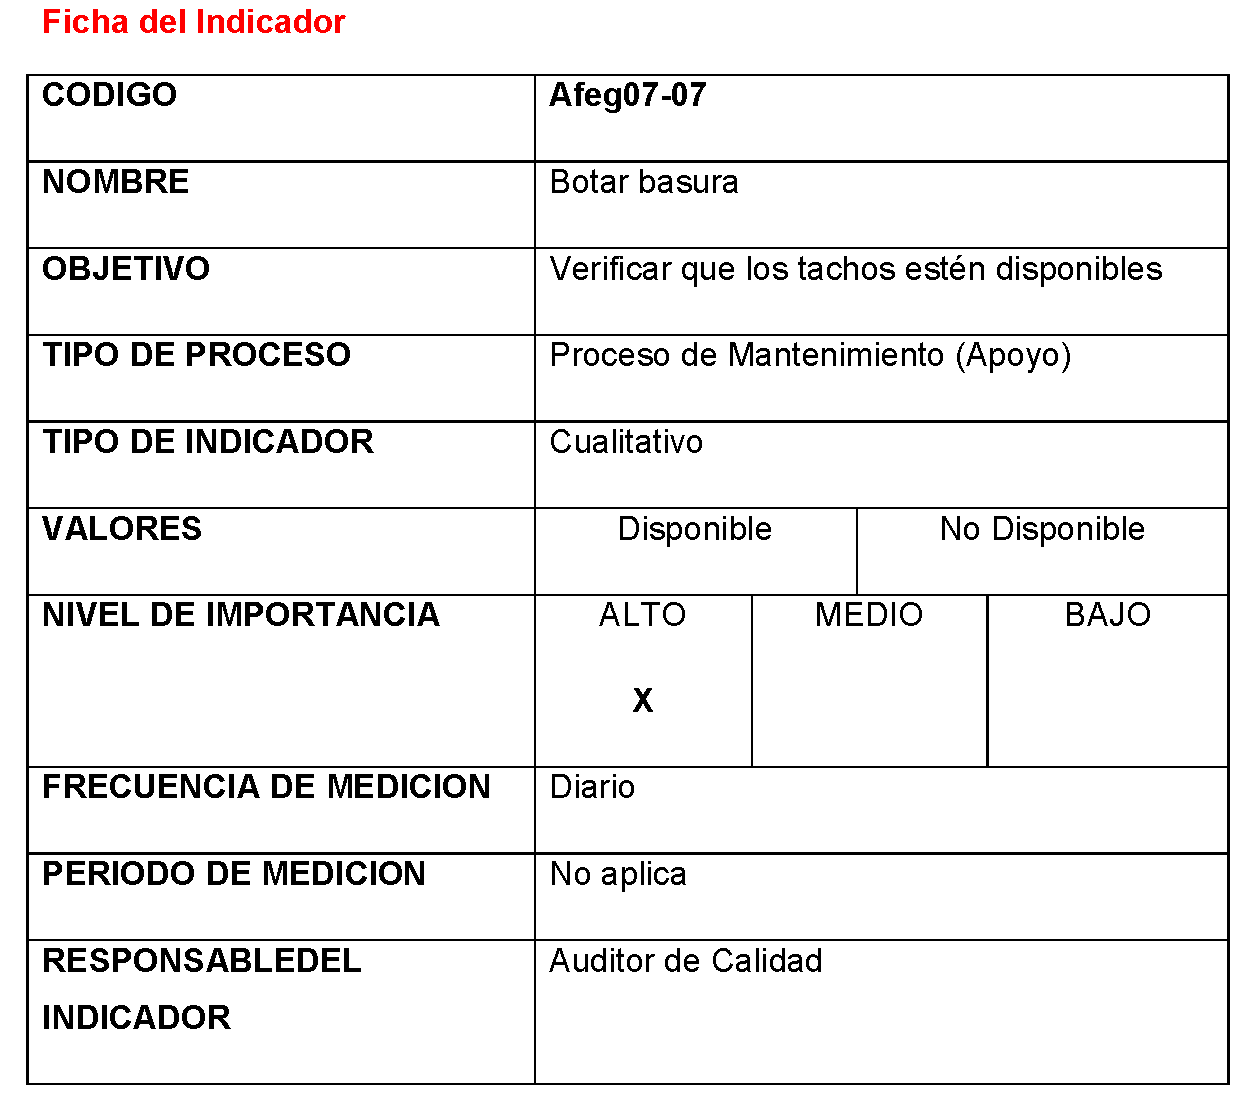 Ficha del Indicador
CODIGO Afeg07-07
NOMBRE Botar basura
OBJETIVO Verificar que los tachos estén disponibles
TIPO DE PROCESO Proceso de Mantenimiento (Apoyo)
TIPO DE INDICADOR Cualitativo
VALORES Disponible No Disponible
NIVEL DE IMPORTANCIA ALTO MEDIO BAJO
X
FRECUENCIA DE MEDICION Diario
PERIODO DE MEDICION No aplica
RESPONSABLEDEL Auditor de Calidad
INDICADOR